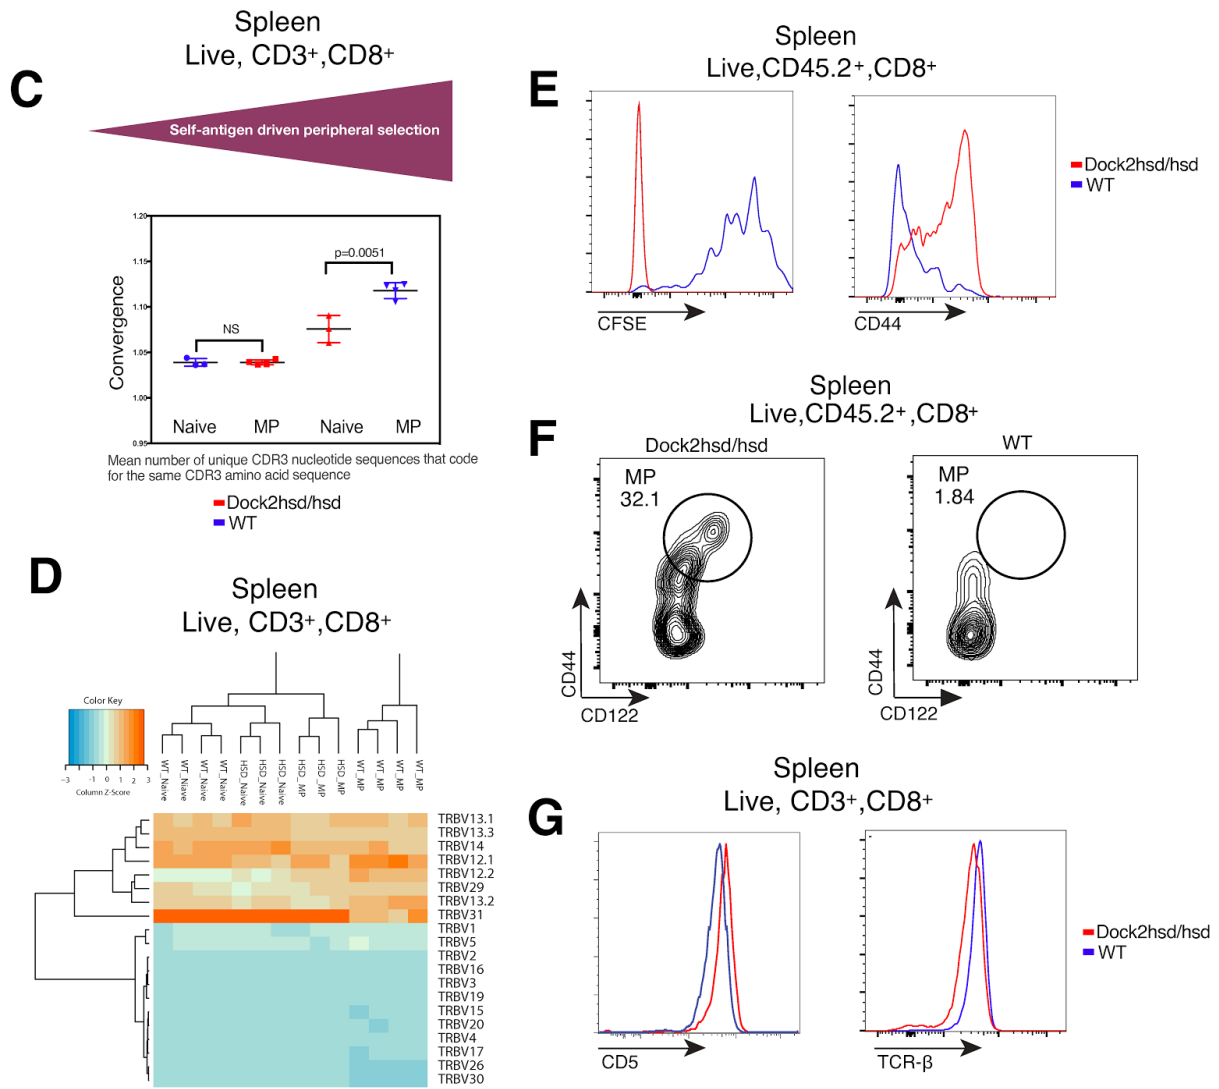 C
Spleen
Live, CD3+,CD8+
Self-antigen driven peripheral selection
1.20
1.15
1.10
1.05
1.00
0.95
Convergence
NS
p=0.0051
Naive
MP
Naive
MP
Mean number of unique CDR3 nucleotide sequences that code
for the same CDR3 amino acid sequence
Dock2hsd/hsd
WT
D
Spleen
Live, CD3+,CD8+
Color Key
-3
-1
0
1
2
3
Column Z-Score
WT_Naive
WT_Naive
WT_Naive
WT_Naive
HSD_Naive
HSD_Naive
HSD_Naive
HSD_MP
HSD_MP
HSD_MP
WT_MP
WT_MP
WT_MP
WT_MP
TRBV13.1
TRBV13.3
TRBV14
TRBV12.1
TRBV12.2
TRBV29
TRBV13.2
TRBV31
TRBV1
TRBV5
TRBV2
TRBV16
TRBV3
TRBV19
TRBV15
TRBV20
TRBV4
TRBV17
TRBV26
TRBV30
E
Spleen
Live,CD45.2+,CD8+
CFSE
CD44
Dock2hsd/hsd
WT
F
Spleen
Live,CD45.2+,CD8+
Dock2hsd/hsd
WT
MP
32.1
MP
1.84
CD44
CD122
CD44
CD122
G
Spleen
Live, CD3+,CD8+
CD5
TCR-β
Dock2hsd/hsd
WT